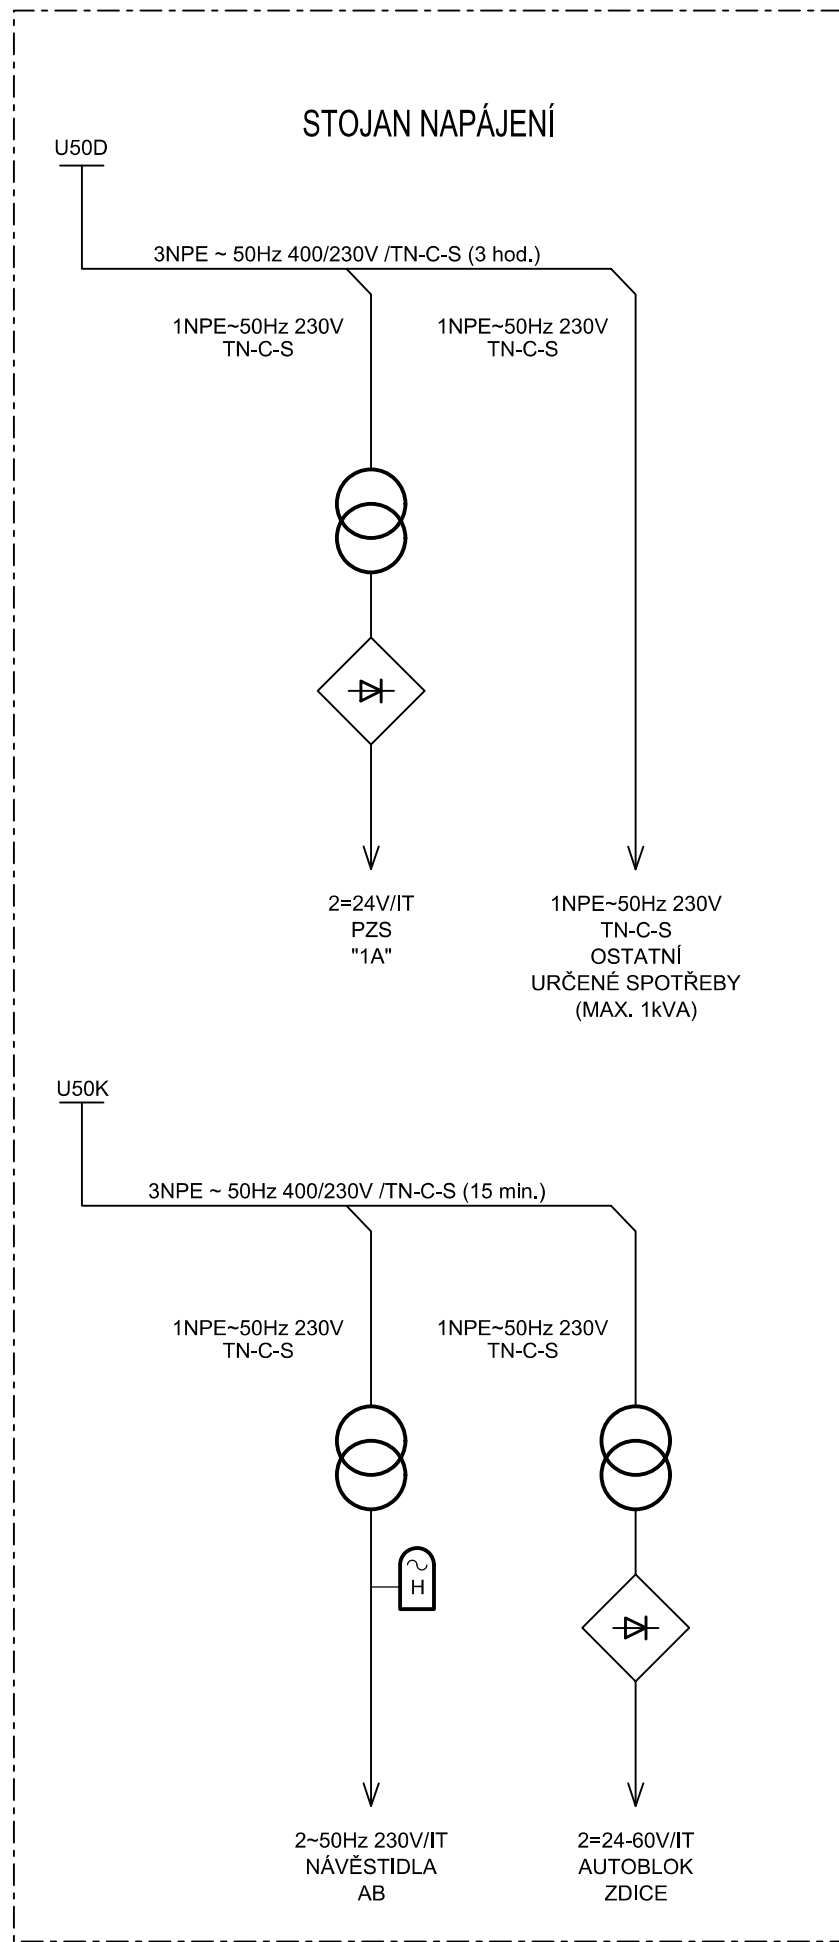 STOJAN NAPÁJENÍ
U50D
3NPE ~ 50Hz 400/230V /TN-C-S (3 hod.)
1NPE~50Hz 230V
TN-C-S
1NPE~50Hz 230V
TN-C-S
2=24V/IT
PZS
"1A"
1NPE~50Hz 230V
TN-C-S
OSTATNÍ
URČENÉ SPOTŘEBY
(MAX. 1kVA)
U50K
3NPE ~ 50Hz 400/230V /TN-C-S (15 min.)
1NPE~50Hz 230V
TN-C-S
1NPE~50Hz 230V
TN-C-S
~
H
2~50Hz 230V/IT
NÁVĚSTIDLA
AB
2=24-60V/IT
AUTOBLOK
ZDICE